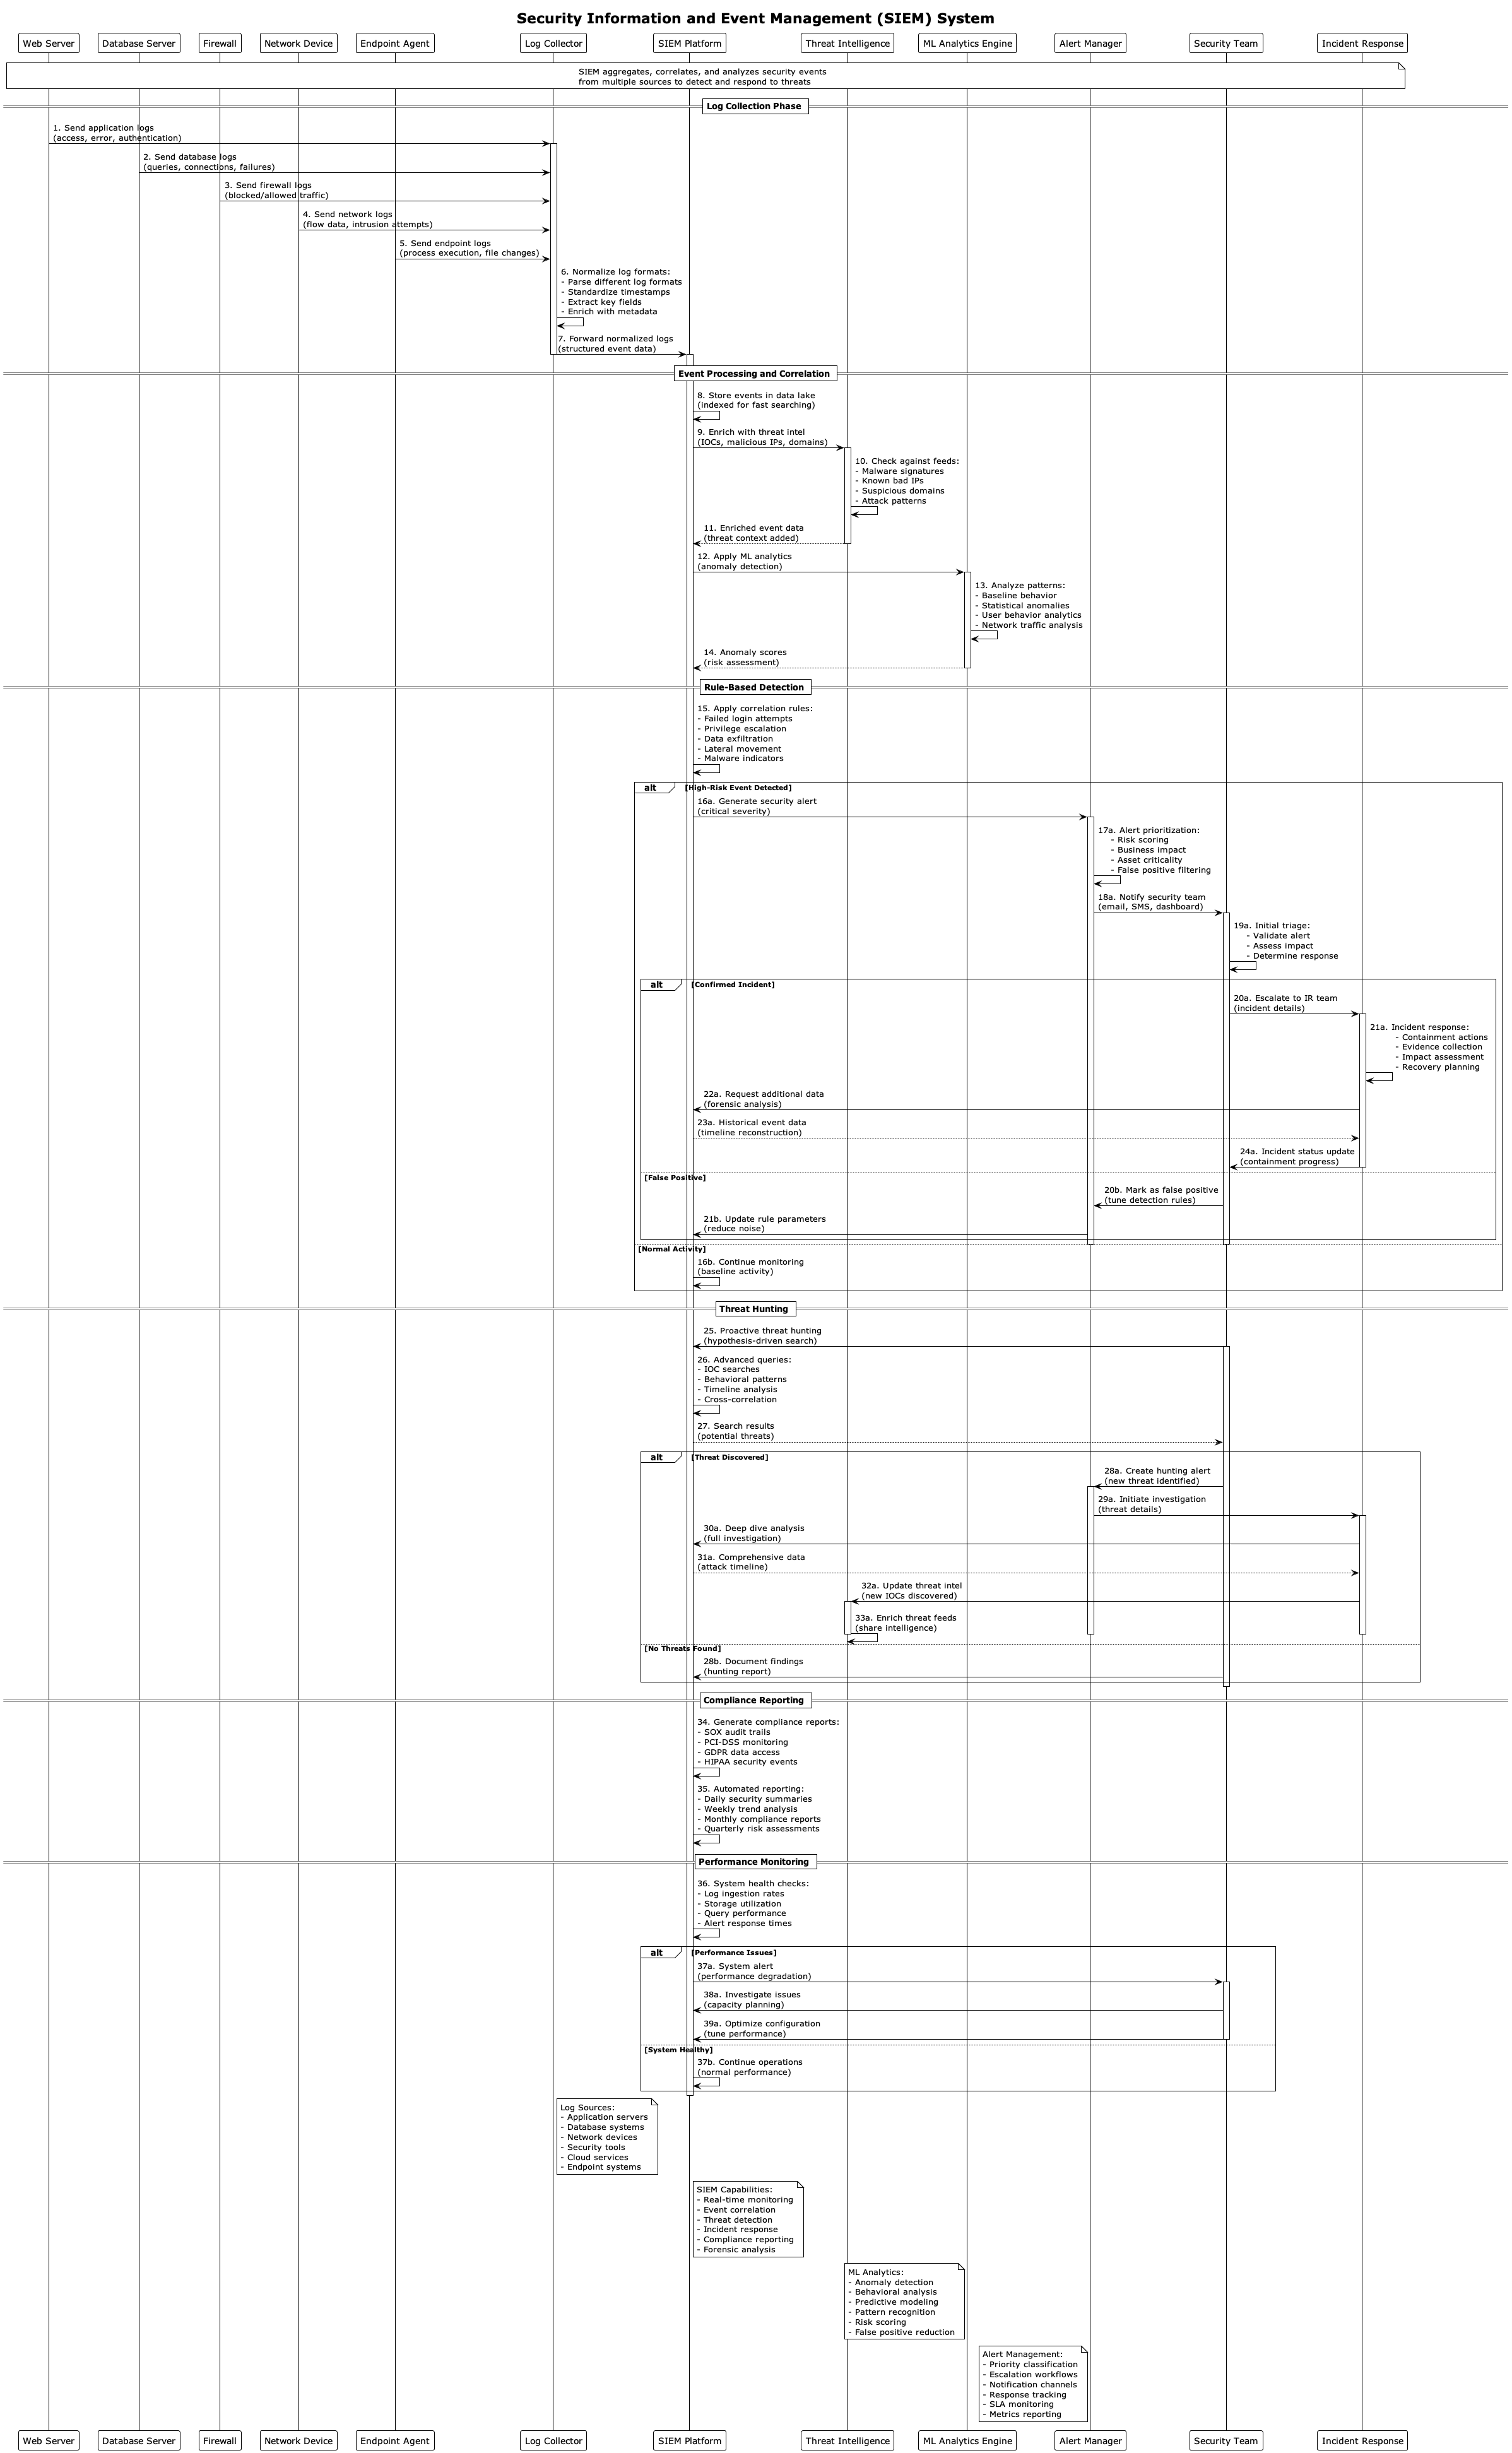 Security Information and Event Management (SIEM) System
Web Server
Database Server
Firewall
Network Device
Endpoint Agent
Log Collector
SIEM Platform
Threat Intelligence
ML Analytics Engine
Alert Manager
Security Team
Incident Response
SIEM aggregates, correlates, and analyzes security events
from multiple sources to detect and respond to threats
Log Collection Phase
1. Send application logs
(access, error, authentication)
2. Send database logs
(queries, connections, failures)
3. Send firewall logs
(blocked/allowed traffic)
4. Send network logs
(flow data, intrusion attempts)
5. Send endpoint logs
(process execution, file changes)
6. Normalize log formats:
- Parse different log formats
- Standardize timestamps
- Extract key fields
- Enrich with metadata
7. Forward normalized logs
(structured event data)
Event Processing and Correlation
8. Store events in data lake
(indexed for fast searching)
9. Enrich with threat intel
(IOCs, malicious IPs, domains)
10. Check against feeds:
- Malware signatures
- Known bad IPs
- Suspicious domains
- Attack patterns
11. Enriched event data
(threat context added)
12. Apply ML analytics
(anomaly detection)
13. Analyze patterns:
- Baseline behavior
- Statistical anomalies
- User behavior analytics
- Network traffic analysis
14. Anomaly scores
(risk assessment)
Rule-Based Detection
15. Apply correlation rules:
- Failed login attempts
- Privilege escalation
- Data exfiltration
- Lateral movement
- Malware indicators
alt [High-Risk Event Detected]
16a. Generate security alert
(critical severity)
17a. Alert prioritization:
- Risk scoring
- Business impact
- Asset criticality
- False positive filtering
18a. Notify security team
(email, SMS, dashboard)
19a. Initial triage:
- Validate alert
- Assess impact
- Determine response
alt [Confirmed Incident]
20a. Escalate to IR team
(incident details)
21a. Incident response:
- Containment actions
- Evidence collection
- Impact assessment
- Recovery planning
22a. Request additional data
(forensic analysis)
23a. Historical event data
(timeline reconstruction)
24a. Incident status update
(containment progress)
[False Positive]
20b. Mark as false positive
(tune detection rules)
21b. Update rule parameters
(reduce noise)
[Normal Activity]
16b. Continue monitoring
(baseline activity)
Threat Hunting
25. Proactive threat hunting
(hypothesis-driven search)
26. Advanced queries:
- IOC searches
- Behavioral patterns
- Timeline analysis
- Cross-correlation
27. Search results
(potential threats)
alt [Threat Discovered]
28a. Create hunting alert
(new threat identified)
29a. Initiate investigation
(threat details)
30a. Deep dive analysis
(full investigation)
31a. Comprehensive data
(attack timeline)
32a. Update threat intel
(new IOCs discovered)
33a. Enrich threat feeds
(share intelligence)
[No Threats Found]
28b. Document findings
(hunting report)
Compliance Reporting
34. Generate compliance reports:
- SOX audit trails
- PCI-DSS monitoring
- GDPR data access
- HIPAA security events
35. Automated reporting:
- Daily security summaries
- Weekly trend analysis
- Monthly compliance reports
- Quarterly risk assessments
Performance Monitoring
36. System health checks:
- Log ingestion rates
- Storage utilization
- Query performance
- Alert response times
alt [Performance Issues]
37a. System alert
(performance degradation)
38a. Investigate issues
(capacity planning)
39a. Optimize configuration
(tune performance)
[System Healthy]
37b. Continue operations
(normal performance)
Log Sources:
- Application servers
- Database systems
- Network devices
- Security tools
- Cloud services
- Endpoint systems
SIEM Capabilities:
- Real-time monitoring
- Event correlation
- Threat detection
- Incident response
- Compliance reporting
- Forensic analysis
ML Analytics:
- Anomaly detection
- Behavioral analysis
- Predictive modeling
- Pattern recognition
- Risk scoring
- False positive reduction
Alert Management:
- Priority classification
- Escalation workflows
- Notification channels
- Response tracking
- SLA monitoring
- Metrics reporting
Web Server
Database Server
Firewall
Network Device
Endpoint Agent
Log Collector
SIEM Platform
Threat Intelligence
ML Analytics Engine
Alert Manager
Security Team
Incident Response